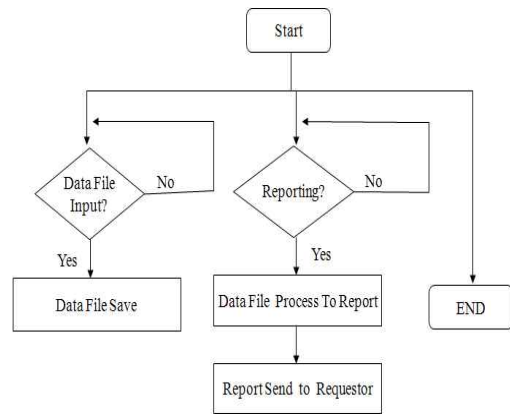 Start
Data File
Input?
No
Yes
Data File Save
Reporting?
No
Yes
Data File Process To Report
Report Send to Requestor
END